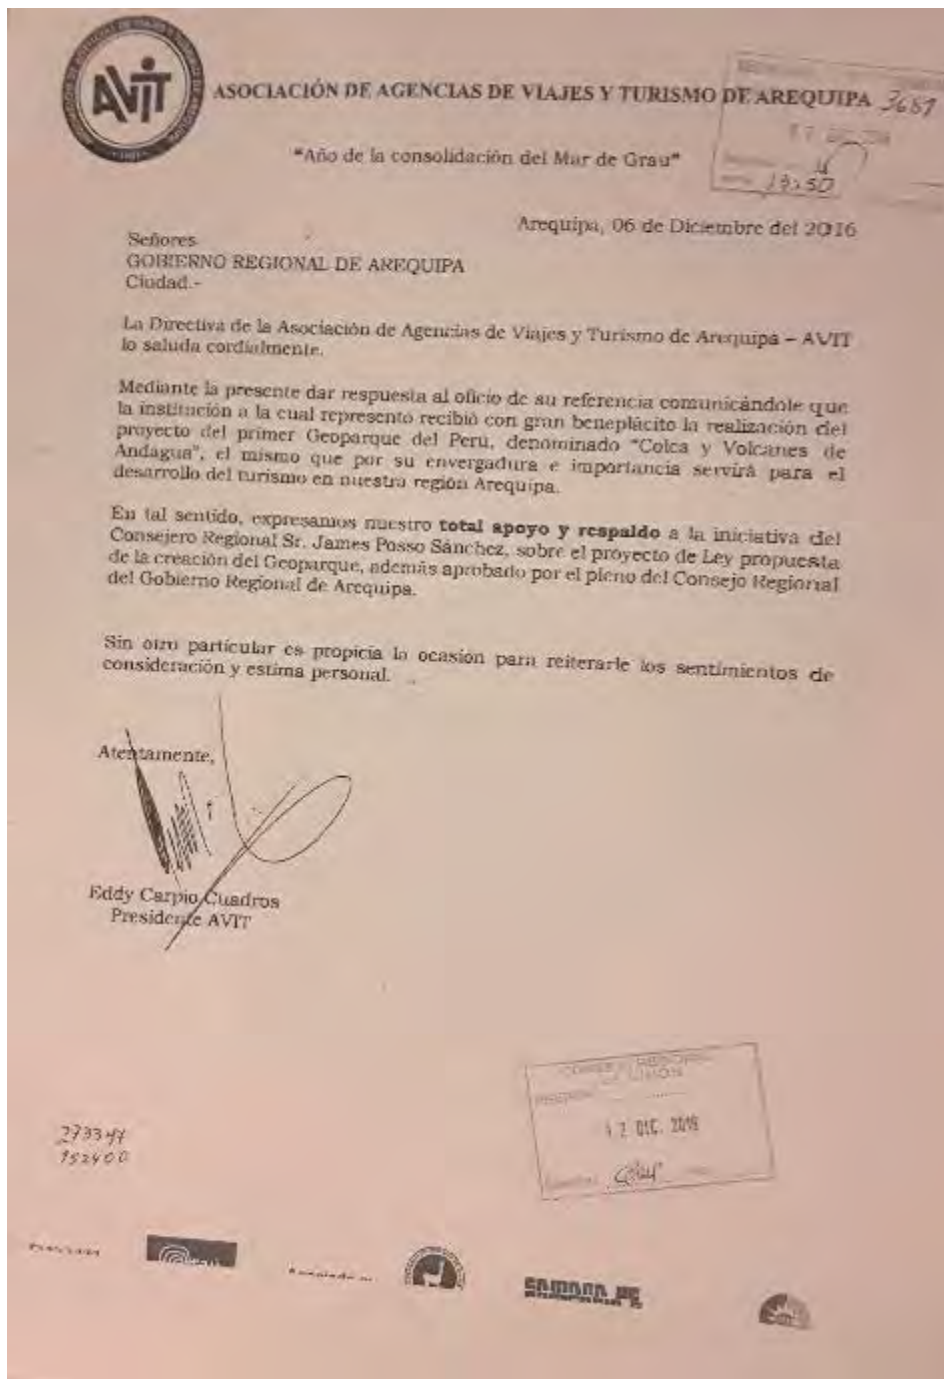 AVIT
ASOCIACIÓN DE AGENCIAS DE VIAJES Y TURISMO DE AREQUIPA
3687
"Año de la consolidación del Mar de Grau"
13:50
Arequipa, 06 de Diciembre del 2016
Señores
GOBIERNO REGIONAL DE AREQUIPA
Ciudad.-
La Directiva de la Asociación de Agencias de Viajes y Turismo de Arequipa – AVIT
lo saluda cordialmente.
Mediante la presente dar respuesta al oficio de su referencia comunicándole que
la institución a la cual represento recibió con gran beneplácito la realización del
proyecto del primer Geoparque del Perú, denominado "Colca y Volcanes de
Andagua", el mismo que por su envergadura e importancia servirá para el
desarrollo del turismo en nuestra región Arequipa.
En tal sentido, expresamos nuestro total apoyo y respaldo a la iniciativa del
Consejero Regional Sr. James Posso Sánchez, sobre el proyecto de Ley propuesta
de la creación del Geoparque, además aprobado por el pleno del Consejo Regional
del Gobierno Regional de Arequipa.
Sin otro particular es propicia la ocasión para reiterarle los sentimientos de
consideración y estima personal.
Atentamente,
Eddy Carpio Cuadros
Presidente AVIT
12 DIC. 2016
273347
952400